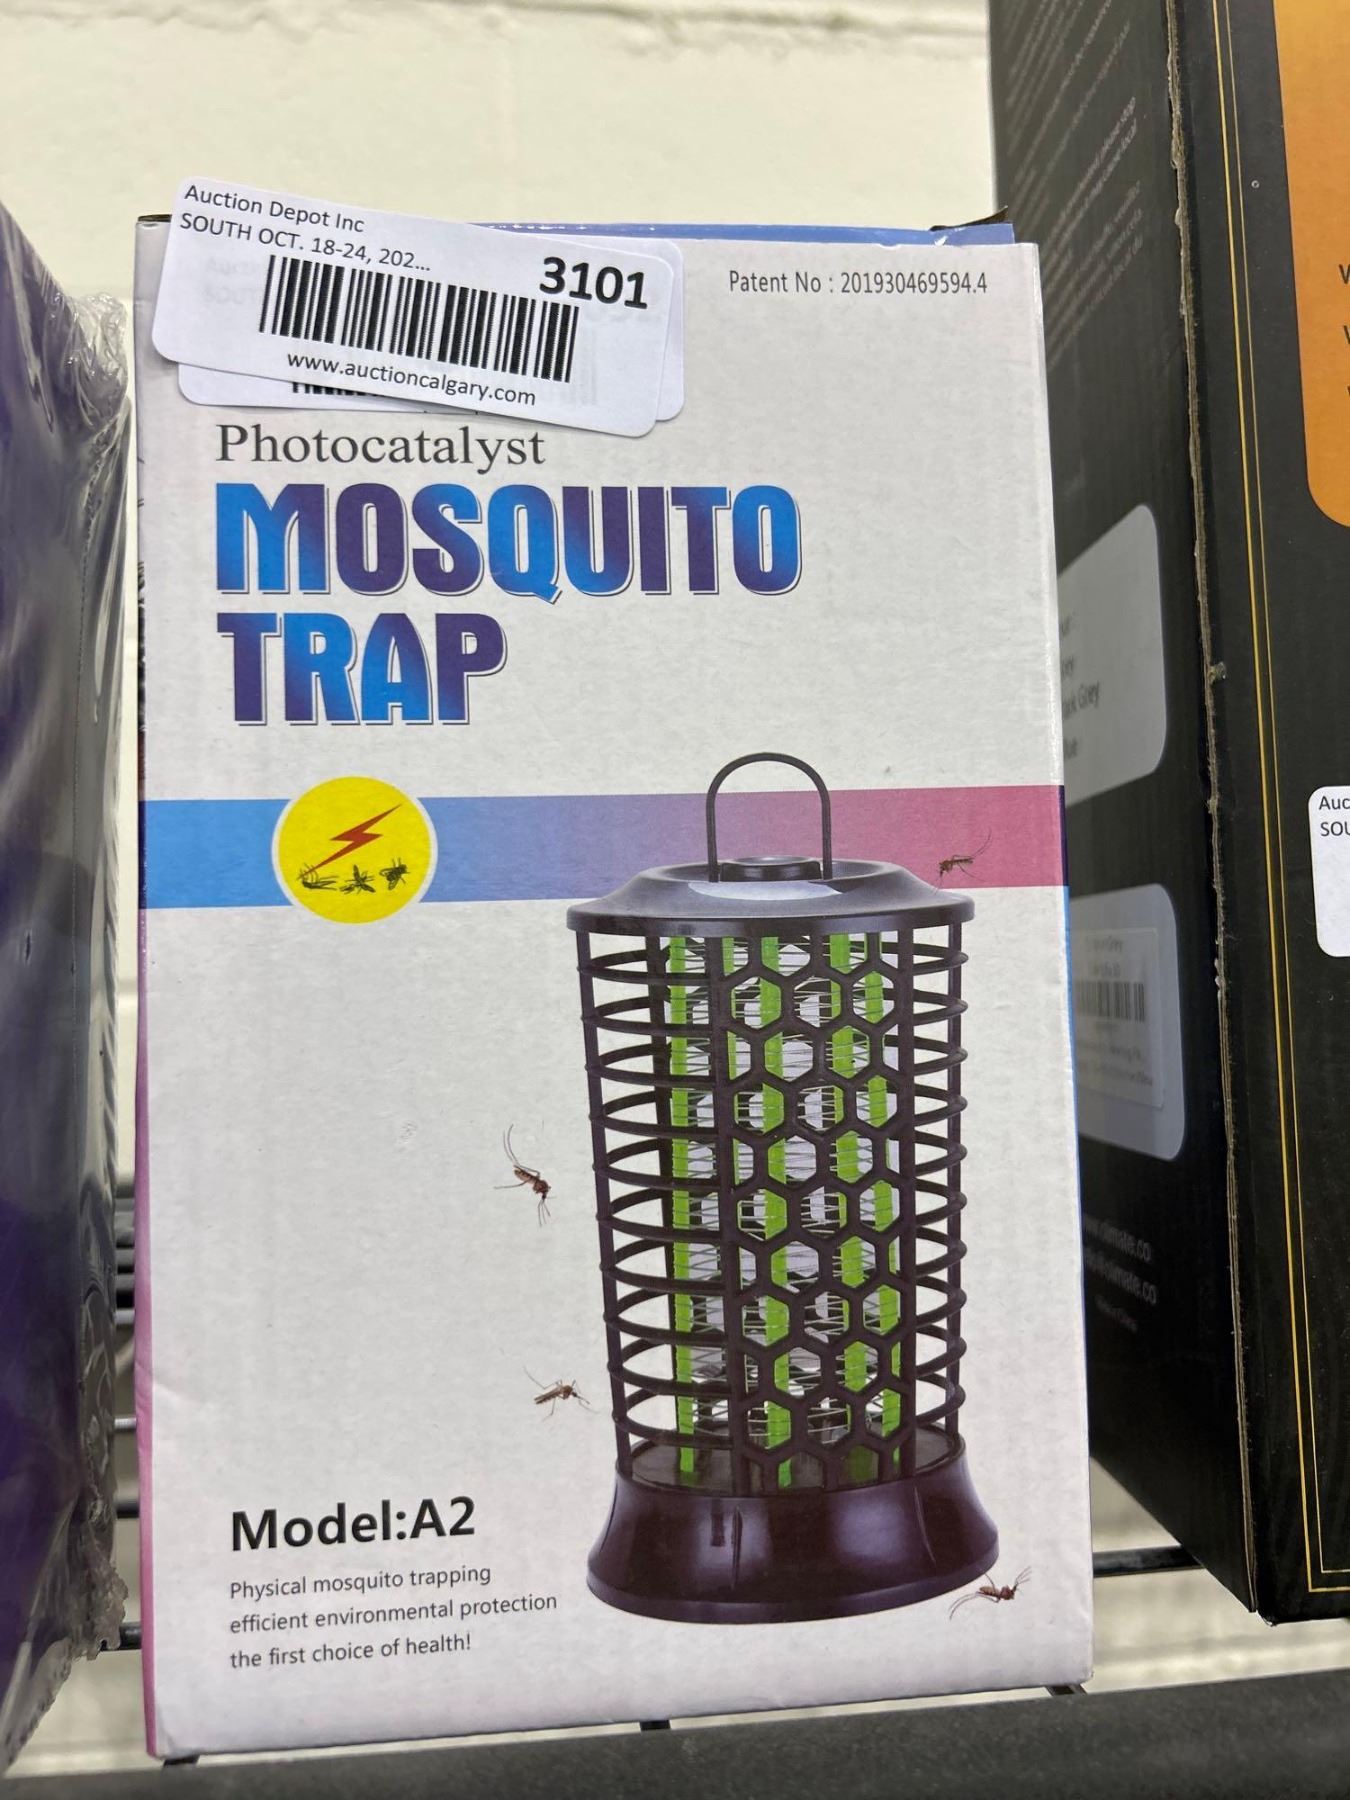 Auction Depot Inc
SOUTH OCT. 18-24, 202...
3101
www.auctioncalgary.com
Patent No : 201930469594.4
Photocatalyst
MOSQUITO
TRAP
Model:A2
Physical mosquito trapping
efficient environmental protection
the first choice of health!